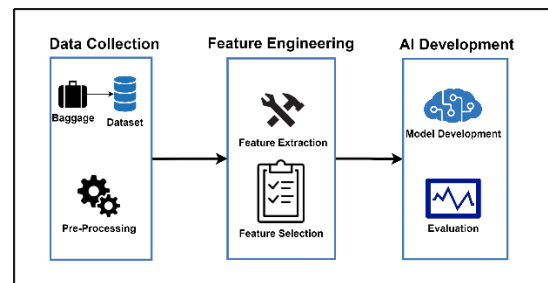 Data Collection
Feature Engineering
AI Development
Baggage
Dataset
Pre-Processing
Feature Extraction
Feature Selection
Model Development
Evaluation